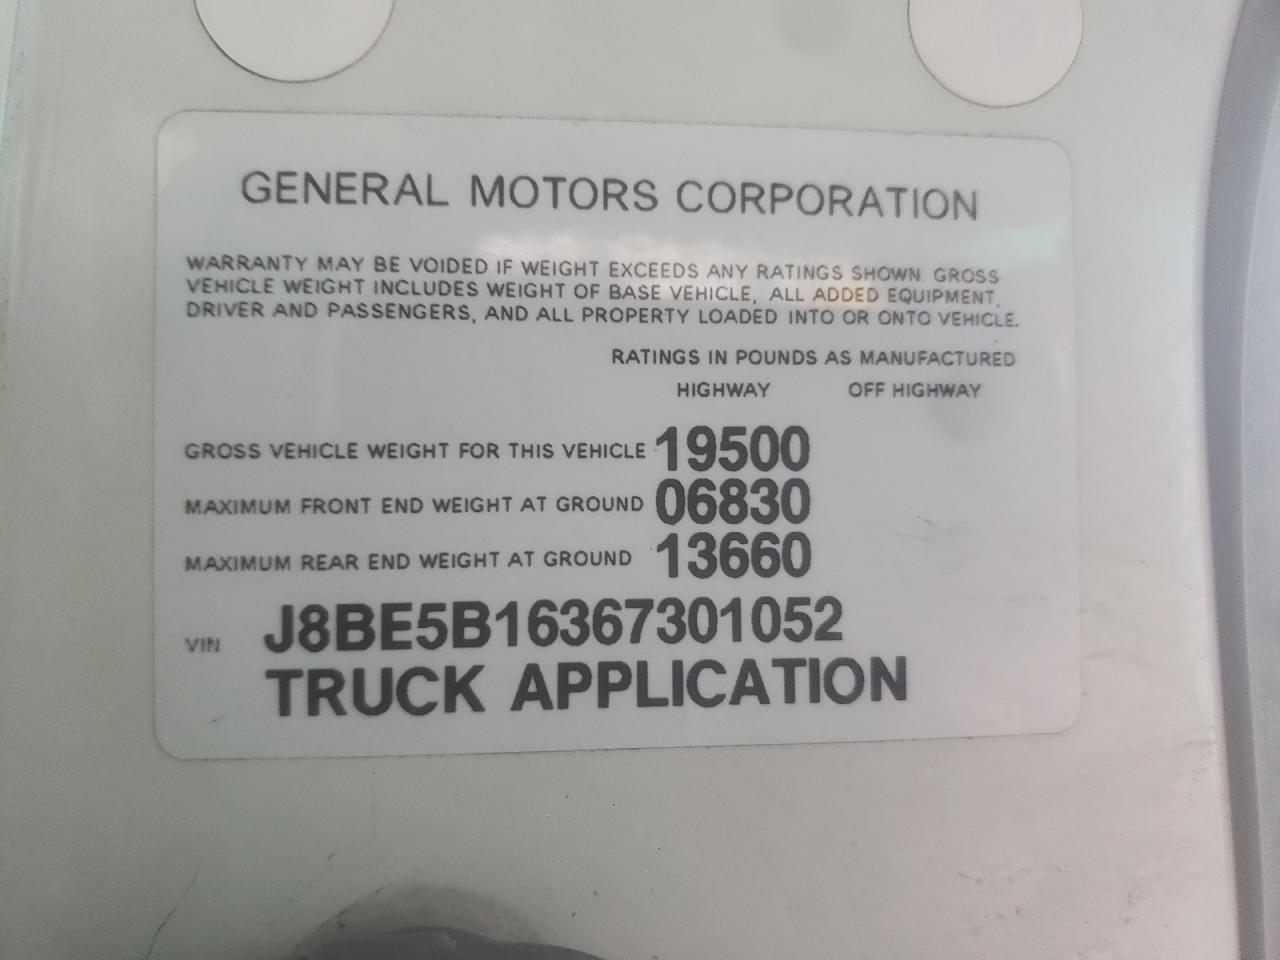 GENERAL MOTORS CORPORATION
WARRANTY MAY BE VOIDED IF WEIGHT EXCEEDS ANY RATINGS SHOWN. GROSS
VEHICLE WEIGHT INCLUDES WEIGHT OF BASE VEHICLE, ALL ADDED EQUIPMENT,
DRIVER AND PASSENGERS, AND ALL PROPERTY LOADED INTO OR ONTO VEHICLE.
RATINGS IN POUNDS AS MANUFACTURED
HIGHWAY OFF HIGHWAY
GROSS VEHICLE WEIGHT FOR THIS VEHICLE 19500
MAXIMUM FRONT END WEIGHT AT GROUND 06830
MAXIMUM REAR END WEIGHT AT GROUND 13660
VIN J8BE5B16367301052
TRUCK APPLICATION